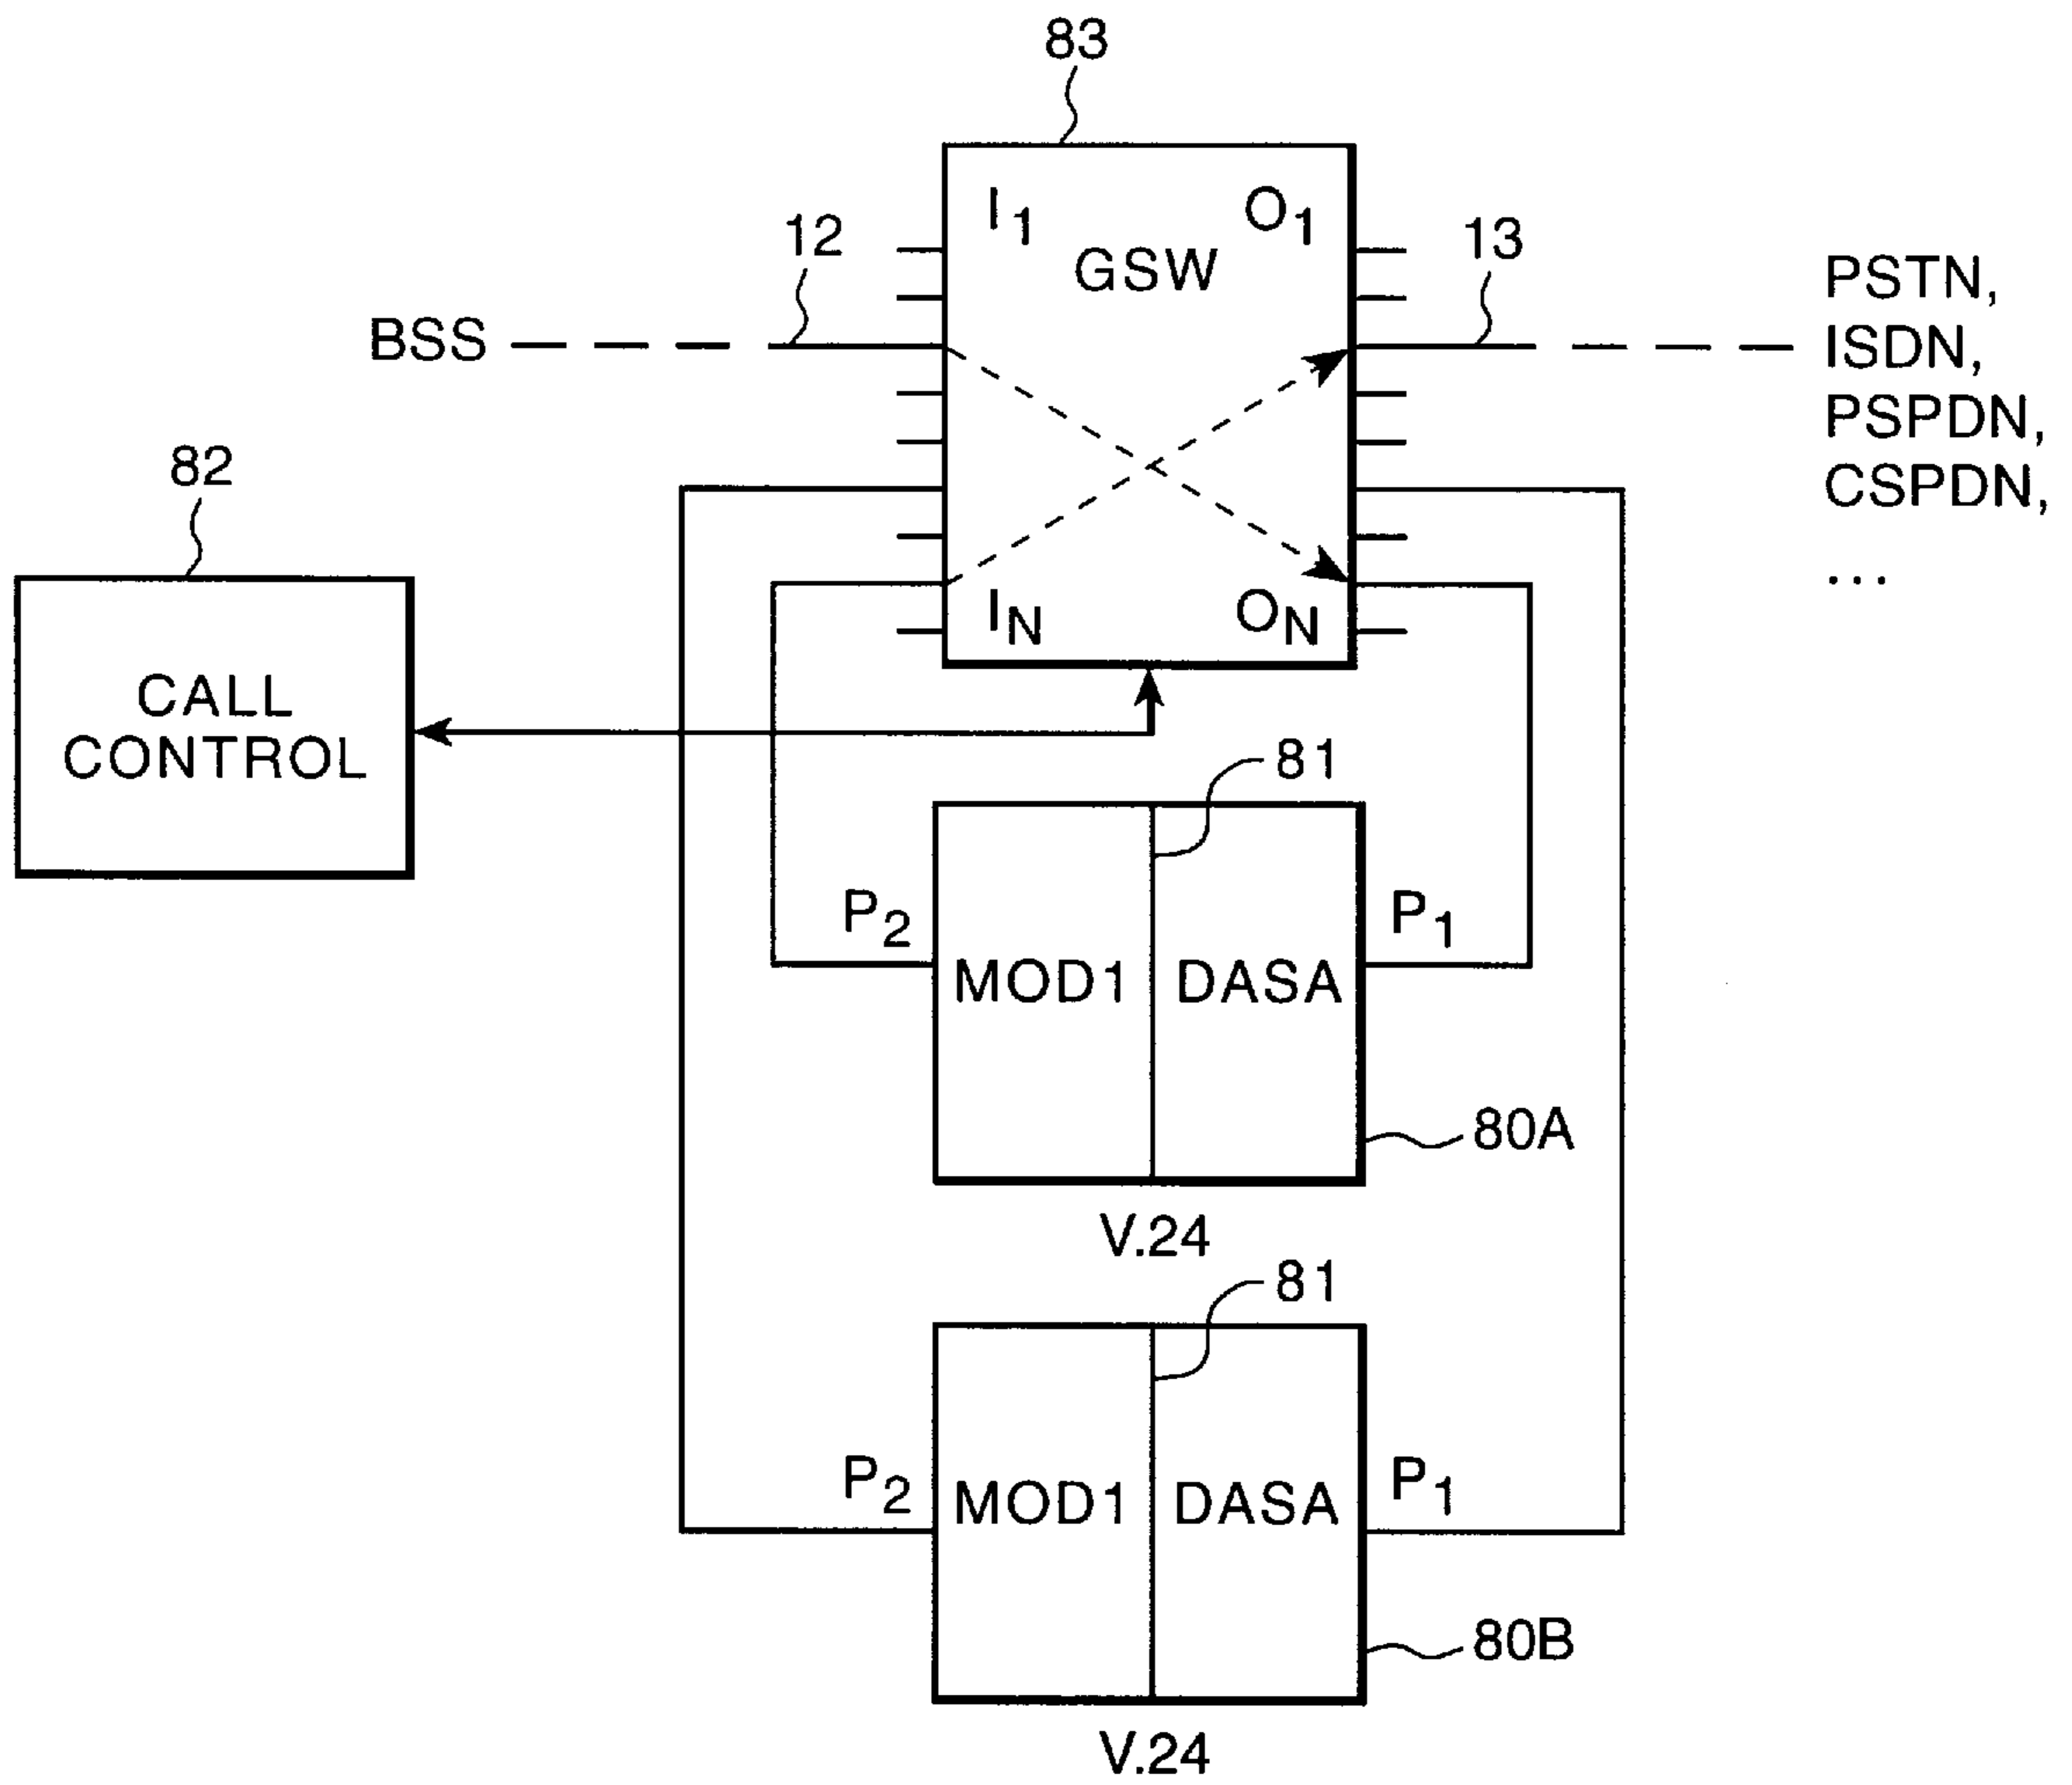 83
I1 O1
GSW
12
13
BSS
PSTN,
ISDN,
PSPDN,
CSPDN,
...
82
CALL
CONTROL
IN ON
81
P2
MOD1
DASA
P1
80A
V.24
81
P2
MOD1
DASA
P1
80B
V.24